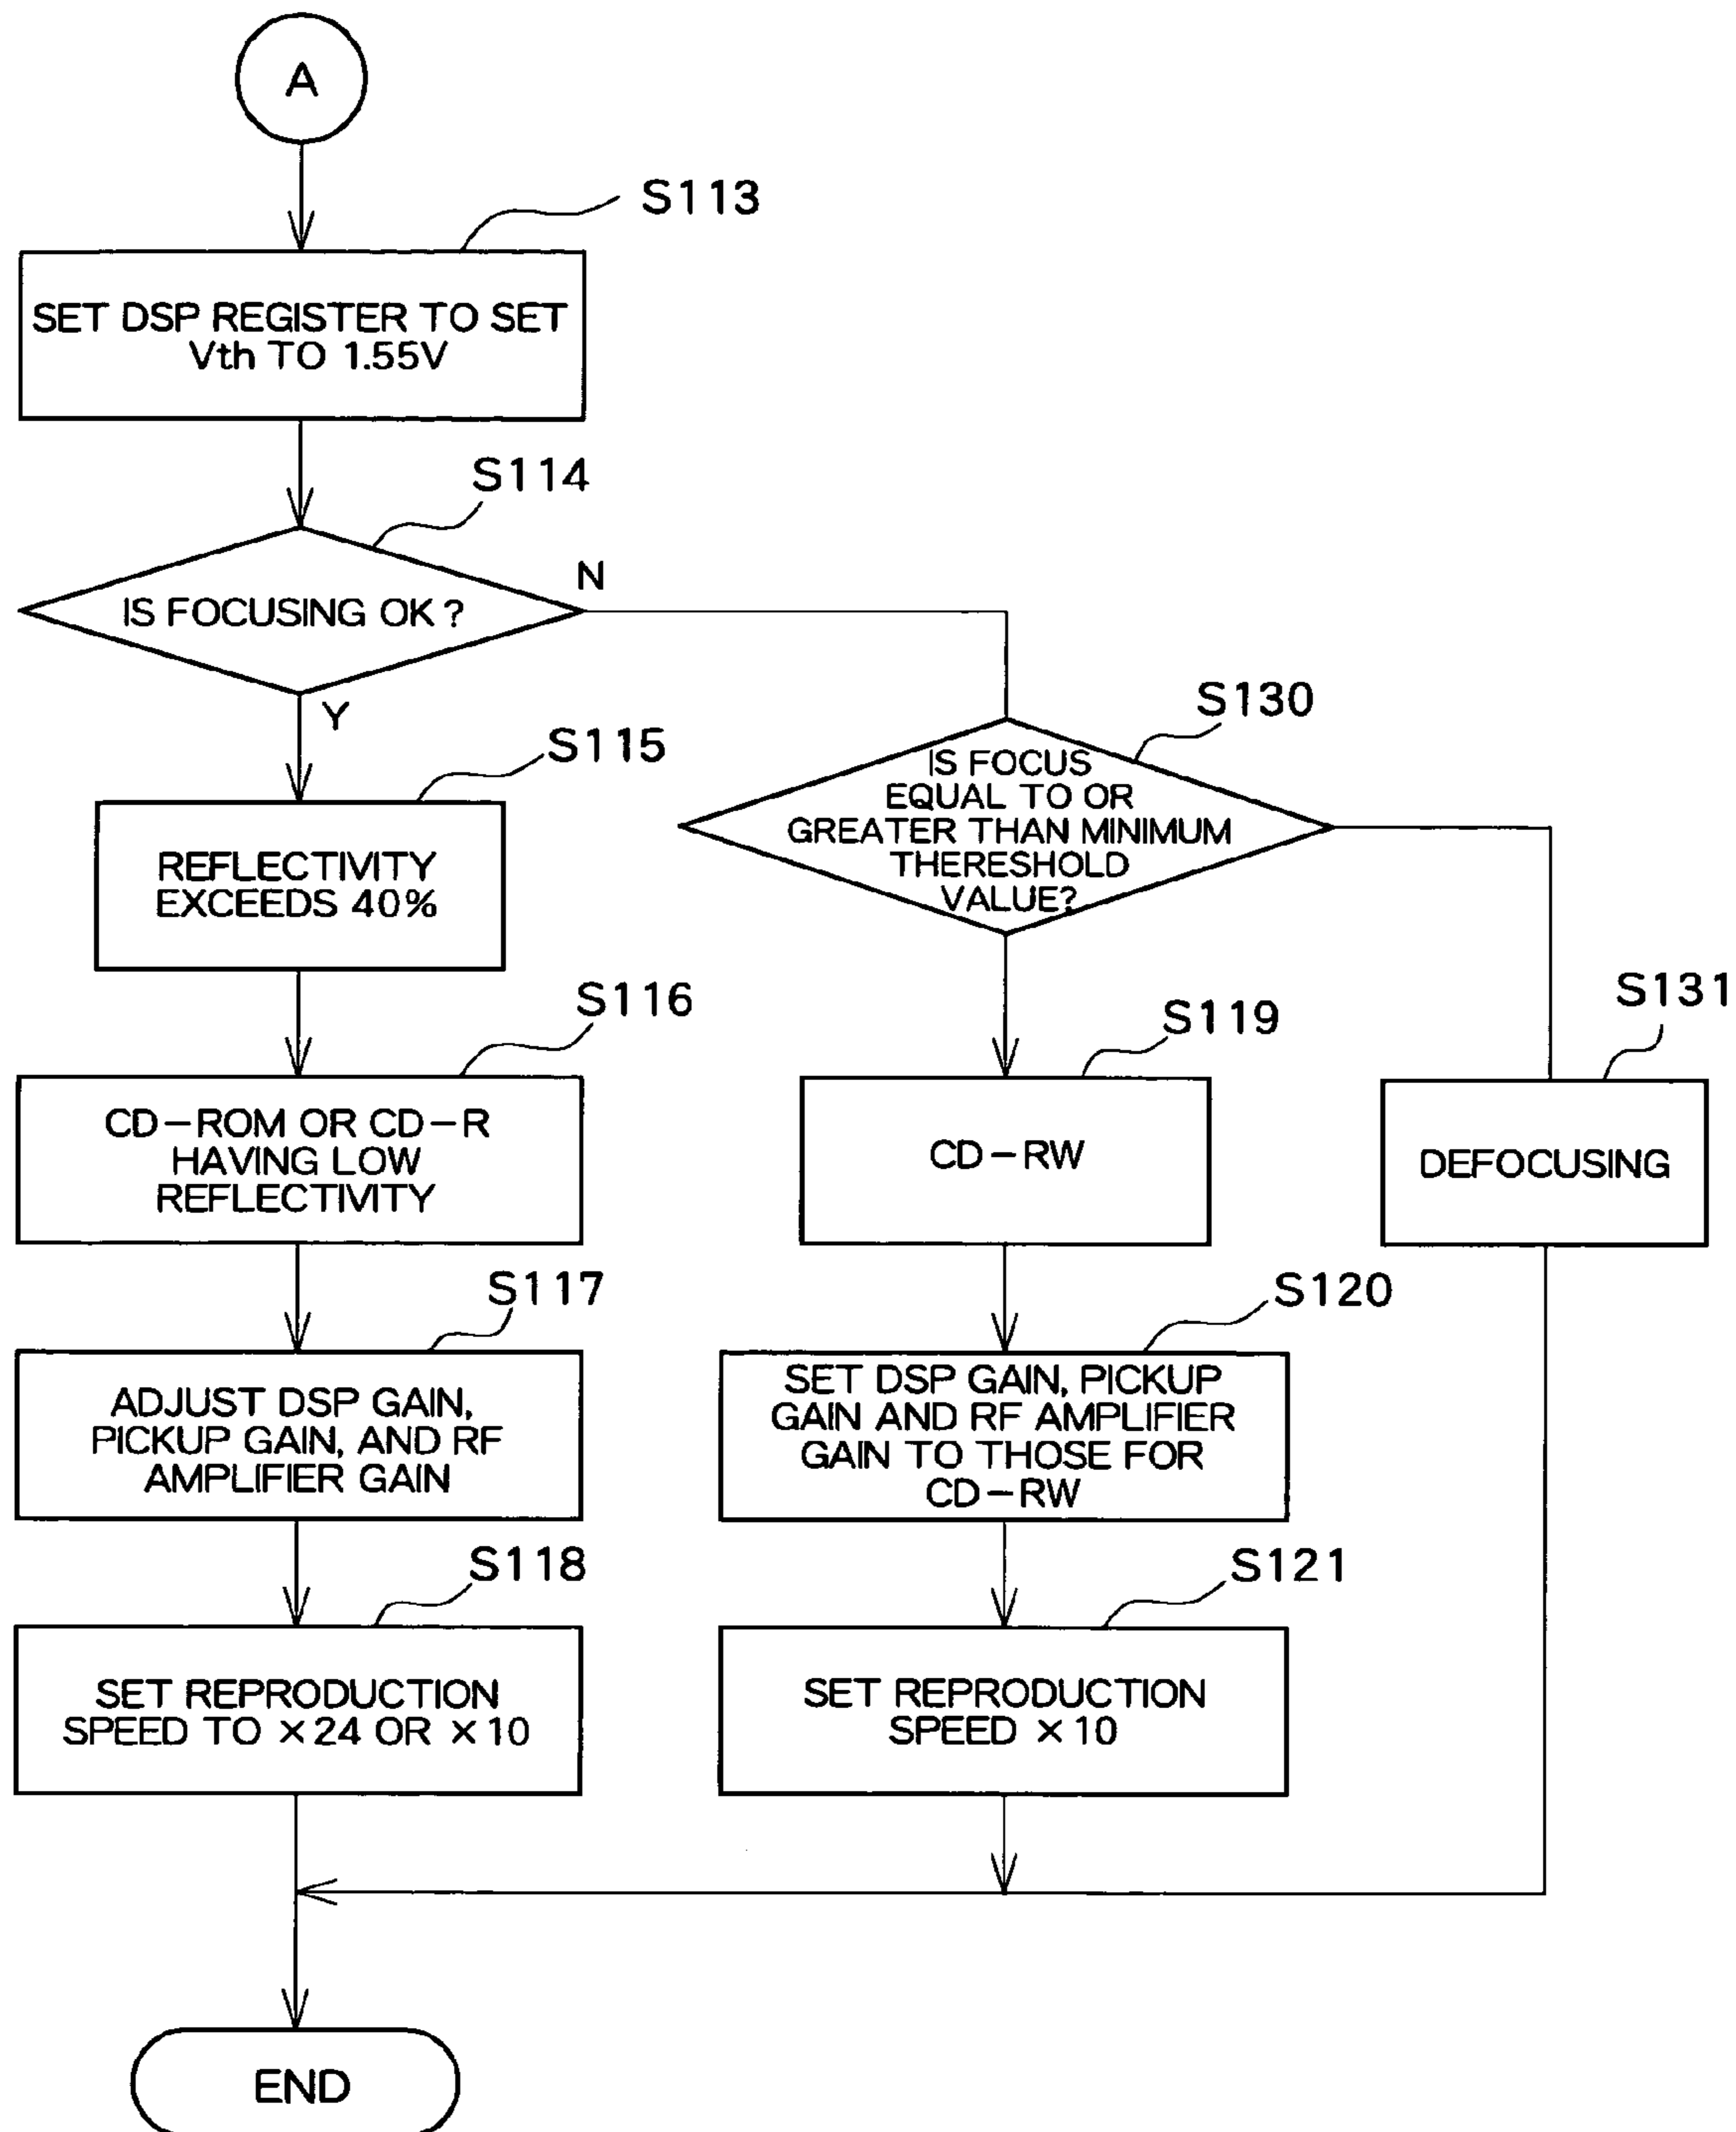 A
S113
SET DSP REGISTER TO SET
Vth TO 1.55V
S114
IS FOCUSING OK?
N
Y
S130
IS FOCUS
EQUAL TO OR
GREATER THAN MINIMUM
THERESHOLD
VALUE?
S115
REFLECTIVITY
EXCEEDS 40%
S116
CD-ROM OR CD-R
HAVING LOW
REFLECTIVITY
S119
CD-RW
S131
DEFOCUSING
S117
ADJUST DSP GAIN,
PICKUP GAIN, AND RF
AMPLIFIER GAIN
S120
SET DSP GAIN, PICKUP
GAIN AND RF AMPLIFIER
GAIN TO THOSE FOR
CD-RW
S118
SET REPRODUCTION
SPEED TO ×24 OR ×10
S121
SET REPRODUCTION
SPEED ×10
END